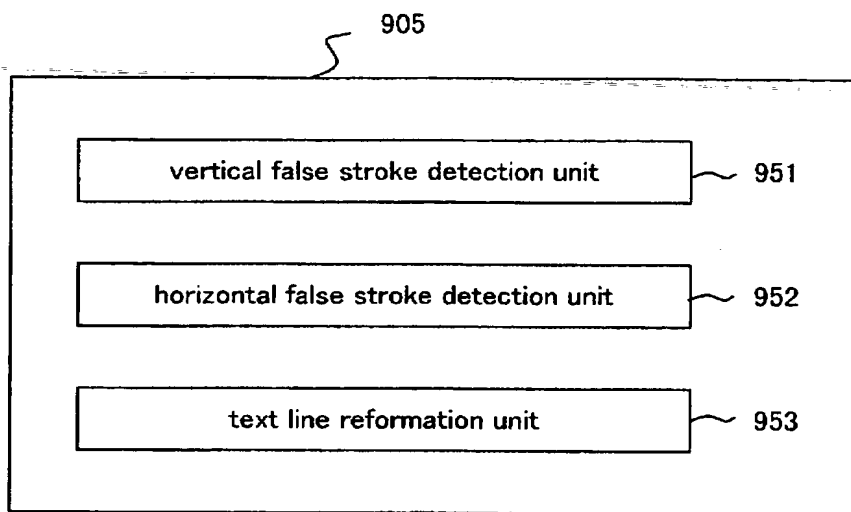 905
vertical false stroke detection unit 951
horizontal false stroke detection unit 952
text line reformation unit 953